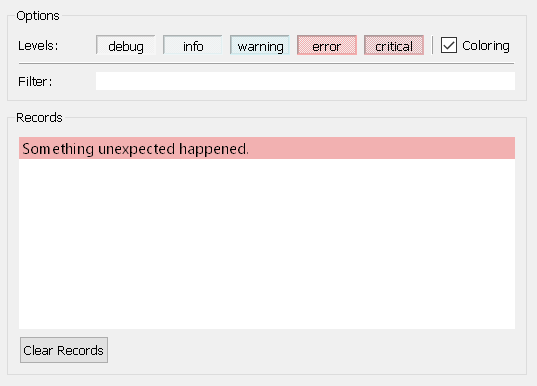 Options
Levels: debug info warning error critical Coloring
Filter:
Records
Something unexpected happened.
Clear Records